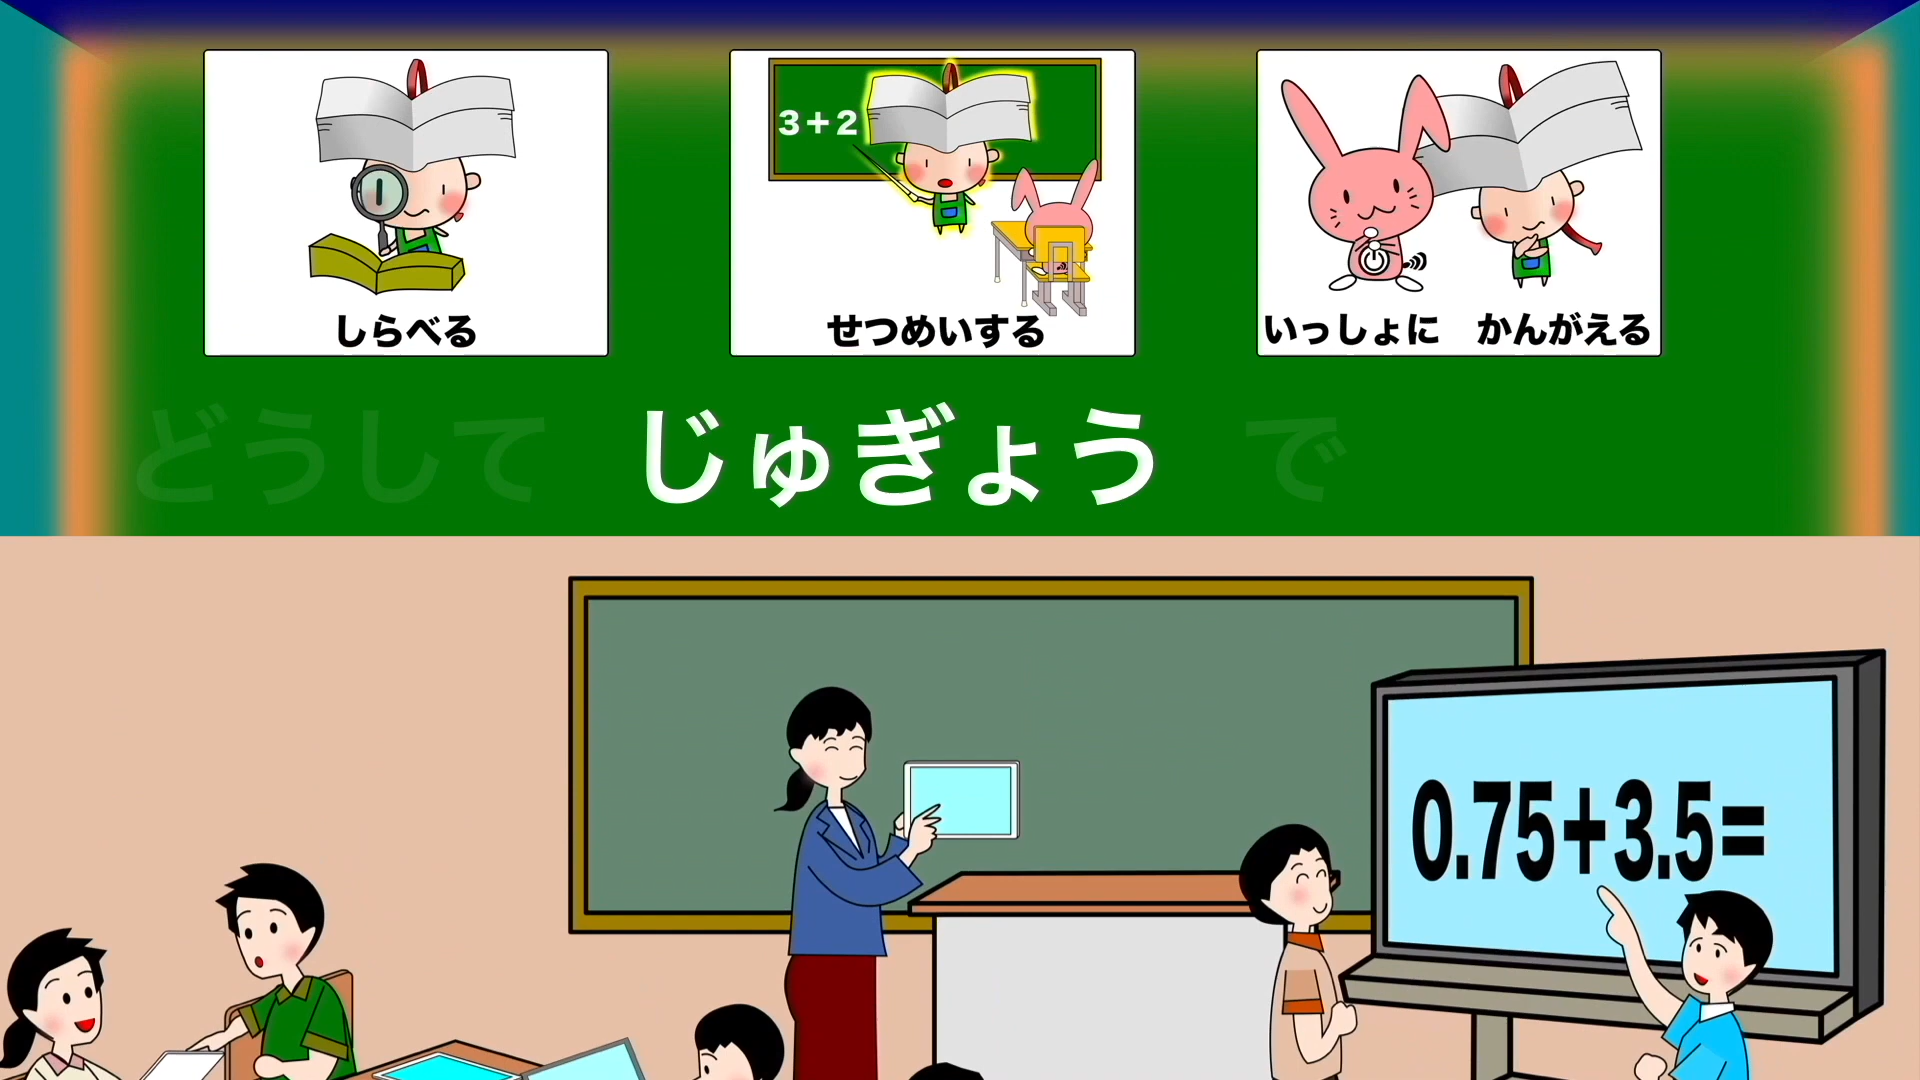 3+2
しらべる
せつめいする
いっしょに　かんがえる
どうして　じゅぎょう　で
0.75+3.5=